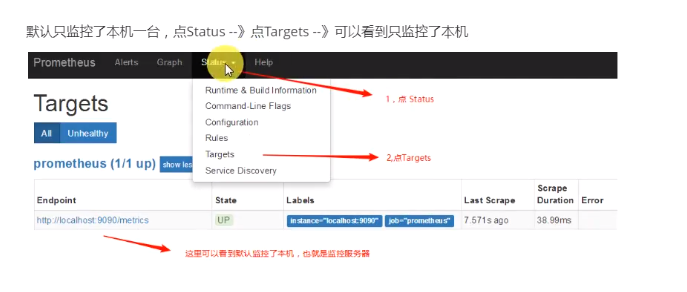 默认只监控了本机一台，点Status --》点Targets --》可以看到只监控了本机
Prometheus Alerts Graph Status Help
Runtime & Build Information
Command-Line Flags
Configuration
Rules
Targets
Service Discovery
1，点 Status
2,点Targets
Targets
All Unhealthy
prometheus (1/1 up) show les
Endpoint State Labels Last Scrape Scrape Duration Error
http://localhost:9090/metrics UP instance="localhost:9090" job="prometheus" 7.571s ago 38.99ms
这里可以看到默认监控了本机，也就是监控服务器